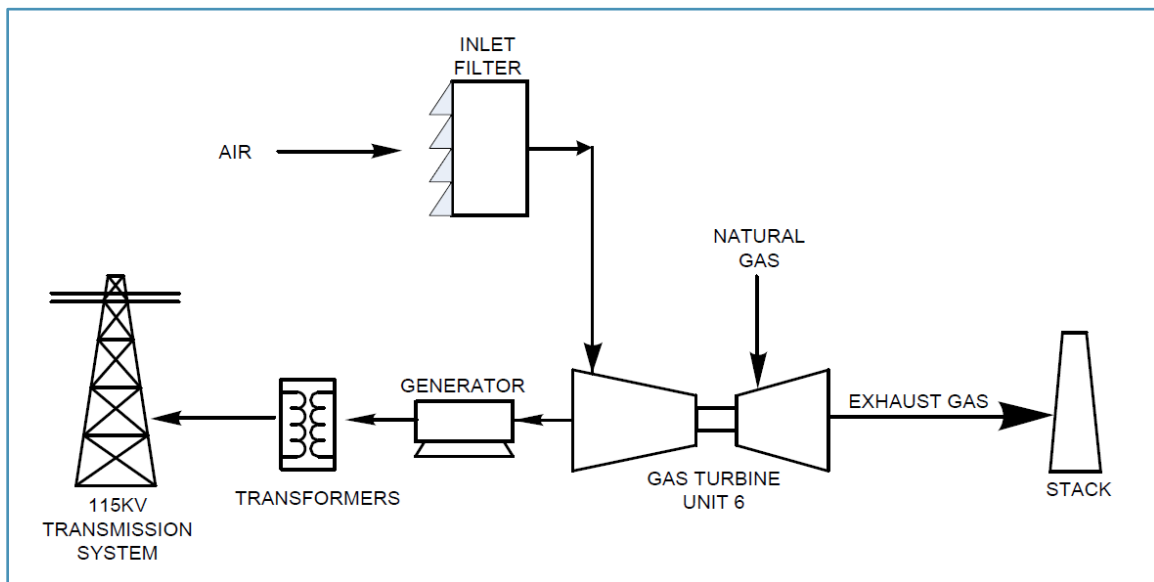 INLET
FILTER
AIR
NATURAL
GAS
GENERATOR
EXHAUST GAS
TRANSFORMERS
GAS TURBINE
UNIT 6
STACK
115KV
TRANSMISSION
SYSTEM